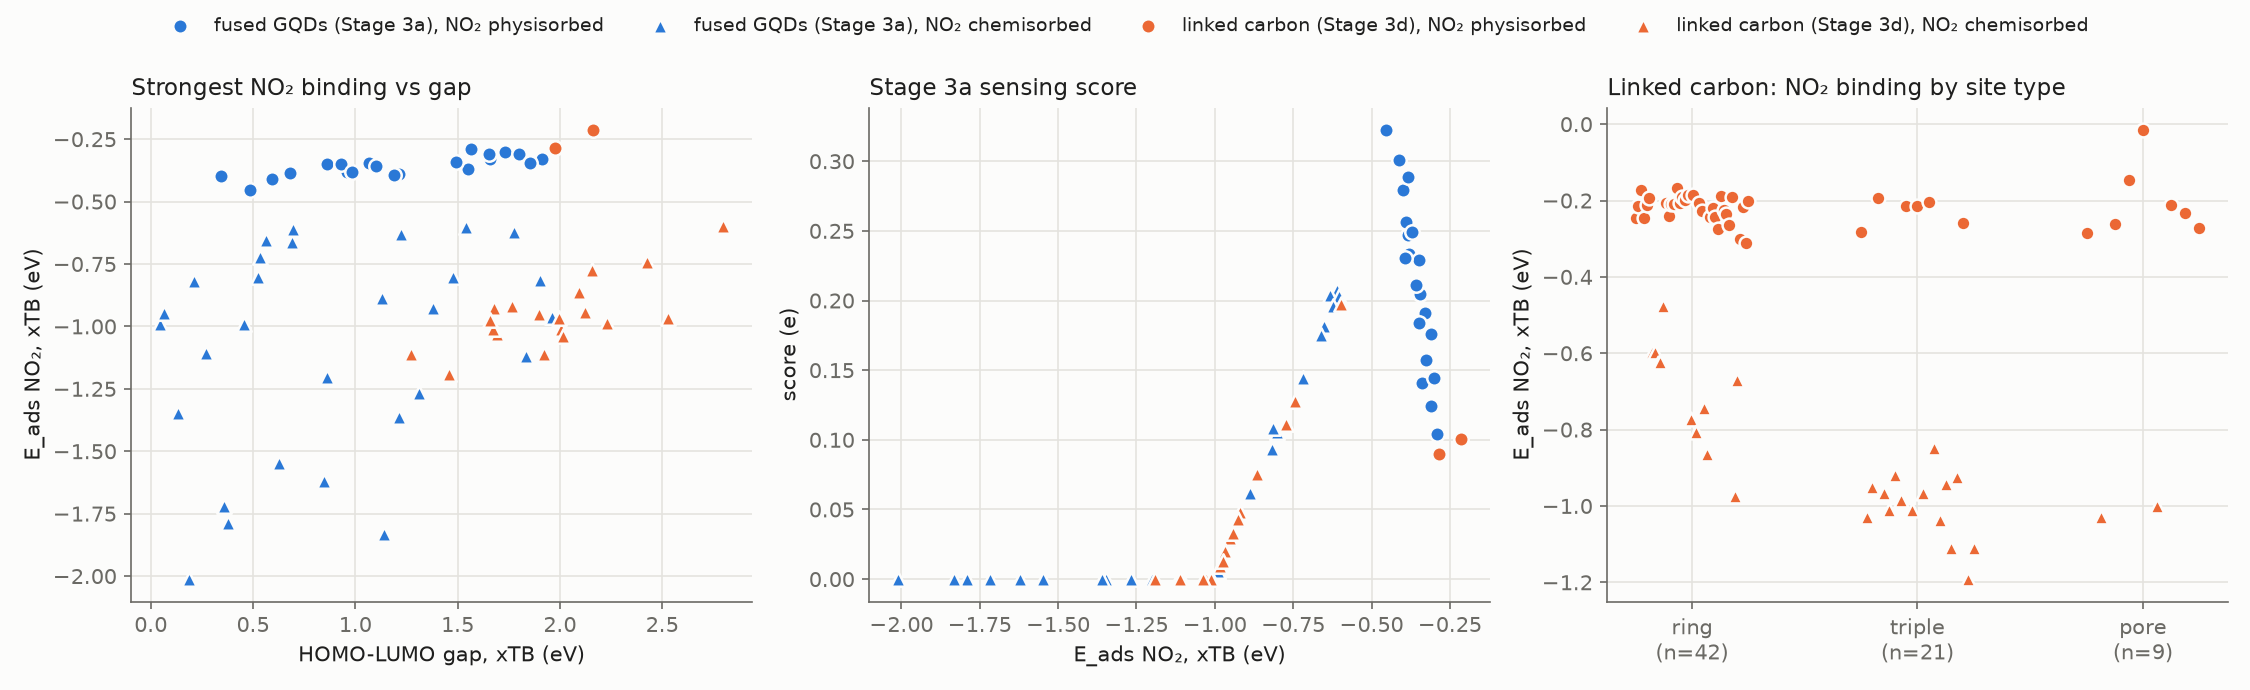 fused GQDs (Stage 3a), NO₂ physisorbed
fused GQDs (Stage 3a), NO₂ chemisorbed
linked carbon (Stage 3d), NO₂ physisorbed
linked carbon (Stage 3d), NO₂ chemisorbed
Strongest NO₂ binding vs gap
E_ads NO₂, xTB (eV)
−0.25
−0.50
−0.75
−1.00
−1.25
−1.50
−1.75
−2.00
0.0
0.5
1.0
1.5
2.0
2.5
HOMO-LUMO gap, xTB (eV)
Stage 3a sensing score
score (e)
0.30
0.25
0.20
0.15
0.10
0.05
0.00
−2.00
−1.75
−1.50
−1.25
−1.00
−0.75
−0.50
−0.25
E_ads NO₂, xTB (eV)
Linked carbon: NO₂ binding by site type
E_ads NO₂, xTB (eV)
0.0
−0.2
−0.4
−0.6
−0.8
−1.0
−1.2
ring
(n=42)
triple
(n=21)
pore
(n=9)